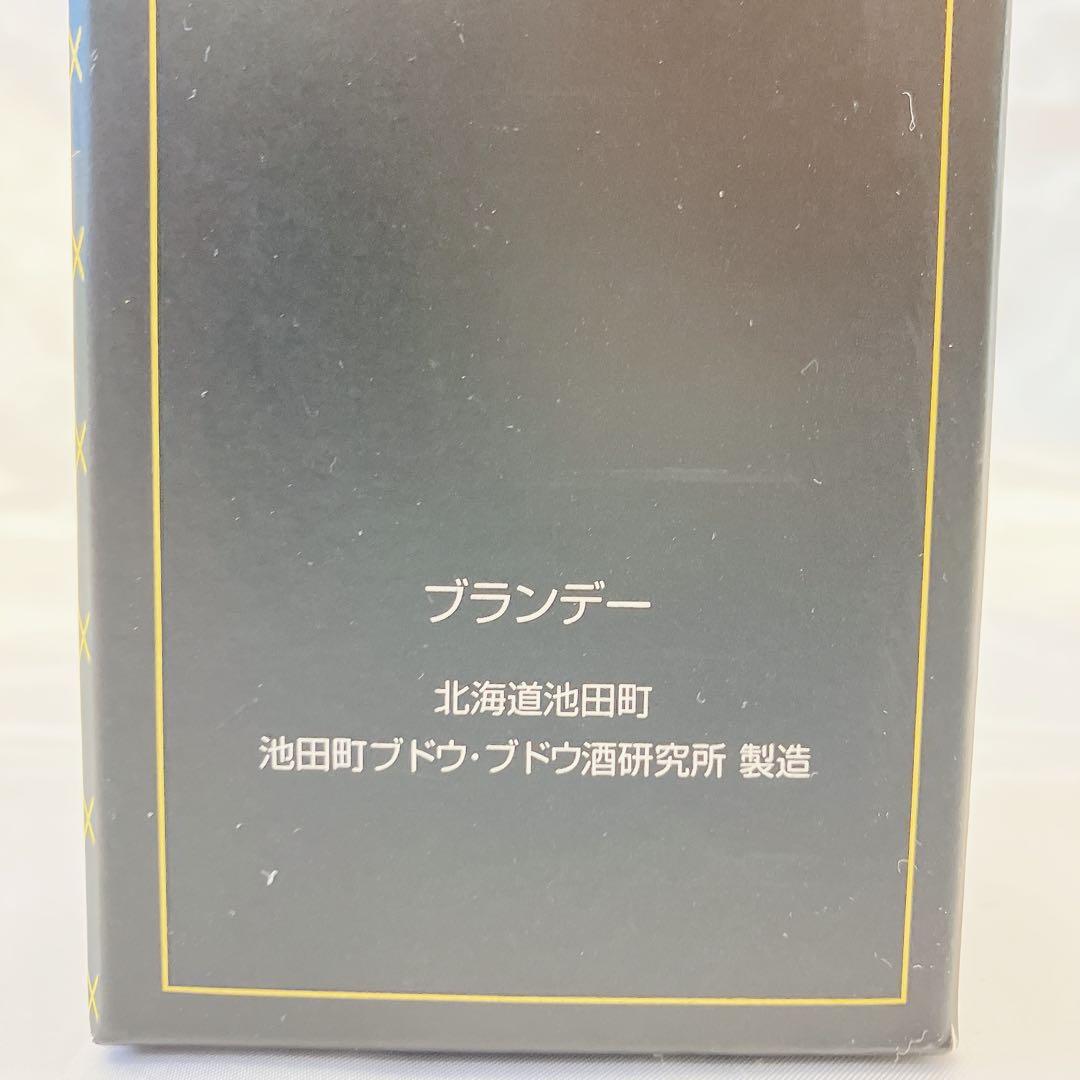 ブランデー
北海道池田町
池田町ブドウ・ブドウ酒研究所 製造